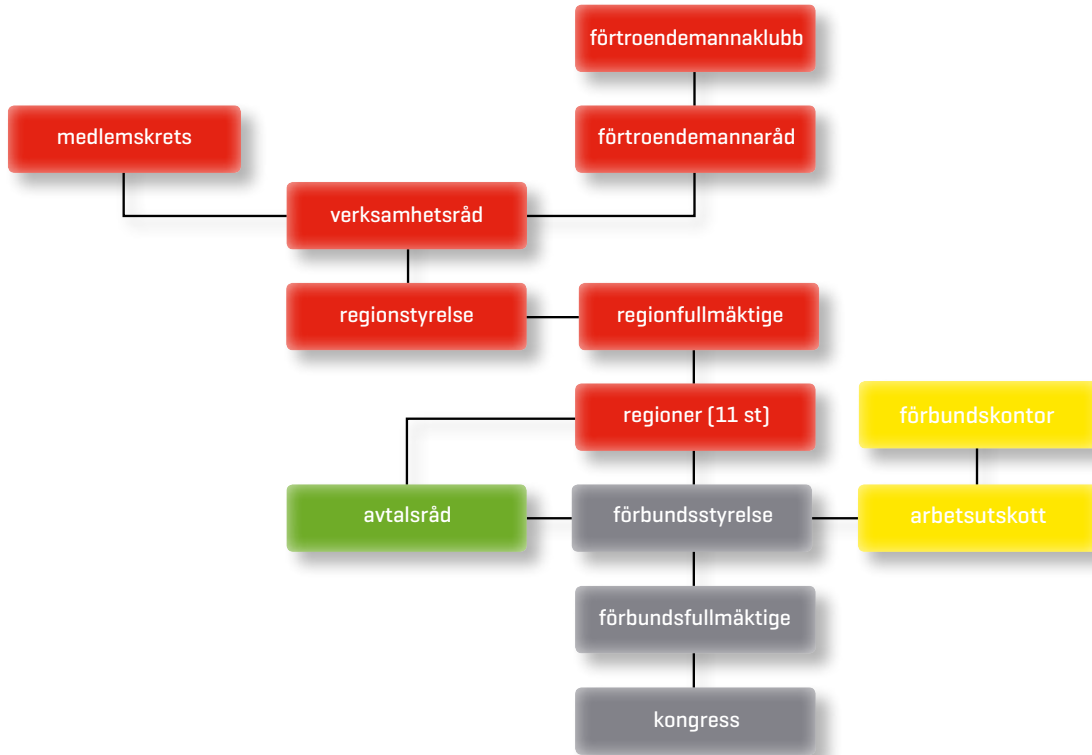 förtroendemannaklubb
medlemskrets
förtroendemannaråd
verksamhetsråd
regionstyrelse
regionfullmäktige
regioner (11 st)
förbundskontor
avtalsråd
förbundsstyrelse
arbetsutskott
förbundsfullmäktige
kongress